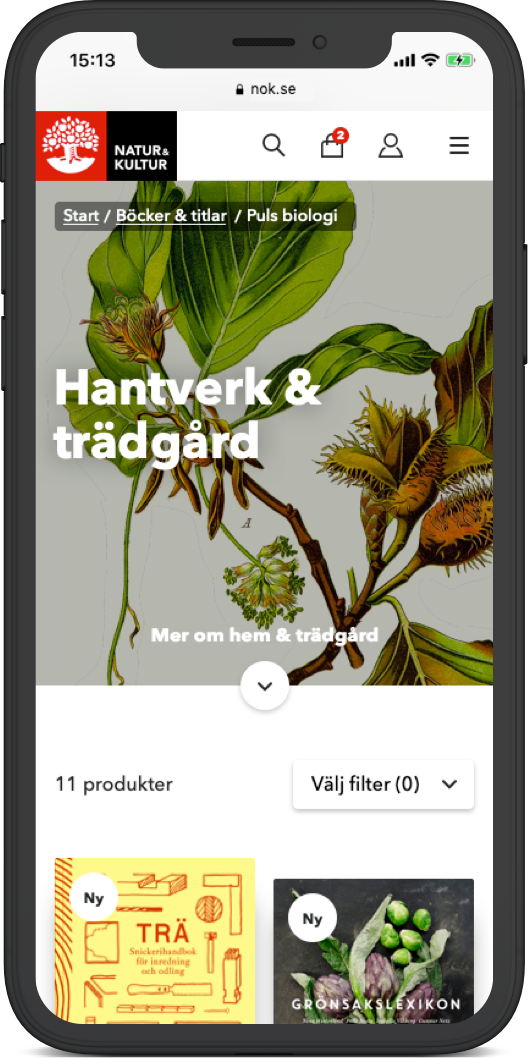 15:13
nok.se
NATUR&
KULTUR
2
Start / Böcker & titlar / Puls biologi
Hantverk &
trädgård
A
Mer om hem & trädgård
11 produkter
Välj filter (0)
Ny
TRÄ
Snickerihandbok
för inredning
och odling
Ny
GRÖNSAKSLEXIKON